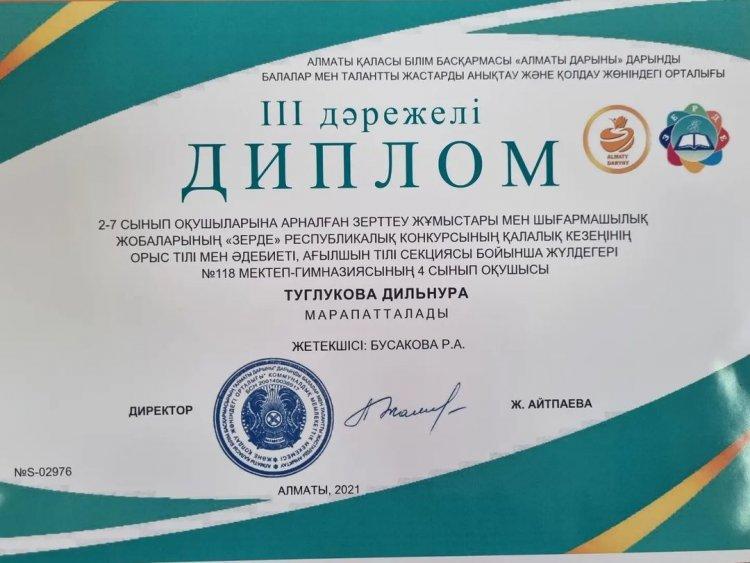 АЛМАТЫ ҚАЛАСЫ БІЛІМ БАСҚАРМАСЫ «АЛМАТЫ ДАРЫНЫ» ДАРЫНДЫ
БАЛАЛАР МЕН ТАЛАНТТЫ ЖАСТАРДЫ АНЫҚТАУ ЖӘНЕ ҚОЛДАУ ЖӨНІНДЕГІ ОРТАЛЫҒЫ
III дәрежелі
ДИПЛОМ
ALMATY
DARYNY
ЗЕРДЕ
2-7 СЫНЫП ОҚУШЫЛАРЫНА АРНАЛҒАН ЗЕРТТЕУ ЖҰМЫСТАРЫ МЕН ШЫҒАРМАШЫЛЫҚ
ЖОБАЛАРЫНЫҢ «ЗЕРДЕ» РЕСПУБЛИКАЛЫҚ КОНКУРСЫНЫҢ ҚАЛАЛЫҚ КЕЗЕҢІНІҢ
ОРЫС ТІЛІ МЕН ӘДЕБИЕТІ, АҒЫЛШЫН ТІЛІ СЕКЦИЯСЫ БОЙЫНША ЖҮЛДЕГЕРІ
№118 МЕКТЕП-ГИМНАЗИЯСЫНЫҢ 4 СЫНЫП ОҚУШЫСЫ
ТУГЛУКОВА ДИЛЬНУРА
МАРАПАТТАЛАДЫ
ЖЕТЕКШІСІ: БУСАКОВА Р.А.
ДИРЕКТОР
Ж. АЙТПАЕВА
№S-02976
АЛМАТЫ, 2021